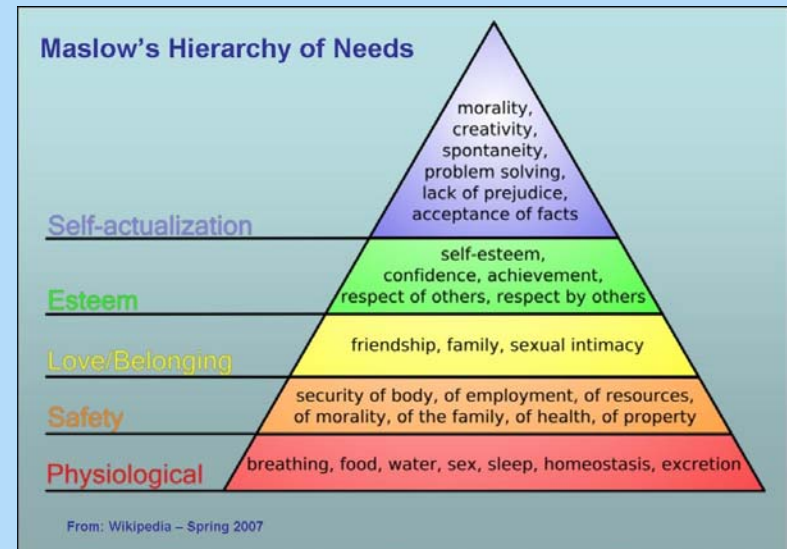 Maslow's Hierarchy of Needs
morality,
creativity,
spontaneity,
problem solving,
lack of prejudice,
acceptance of facts
Self-actualization
self-esteem,
confidence, achievement,
respect of others, respect by others
Esteem
friendship, family, sexual intimacy
Love/Belonging
security of body, of employment, of resources,
of morality, of the family, of health, of property
Safety
breathing, food, water, sex, sleep, homeostasis, excretion
Physiological
From: Wikipedia – Spring 2007